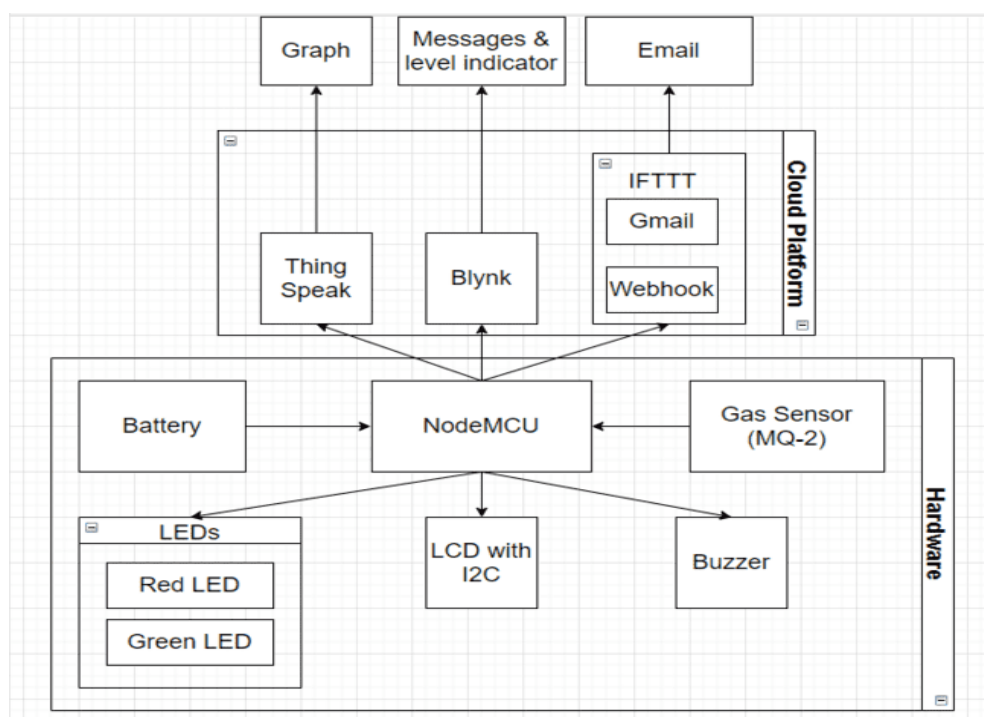 Graph
Messages &
level indicator
Email
Cloud Platform
IFTTT
Gmail
Webhook
Thing
Speak
Blynk
Hardware
Battery
NodeMCU
Gas Sensor
(MQ-2)
LEDs
Red LED
Green LED
LCD with
I2C
Buzzer